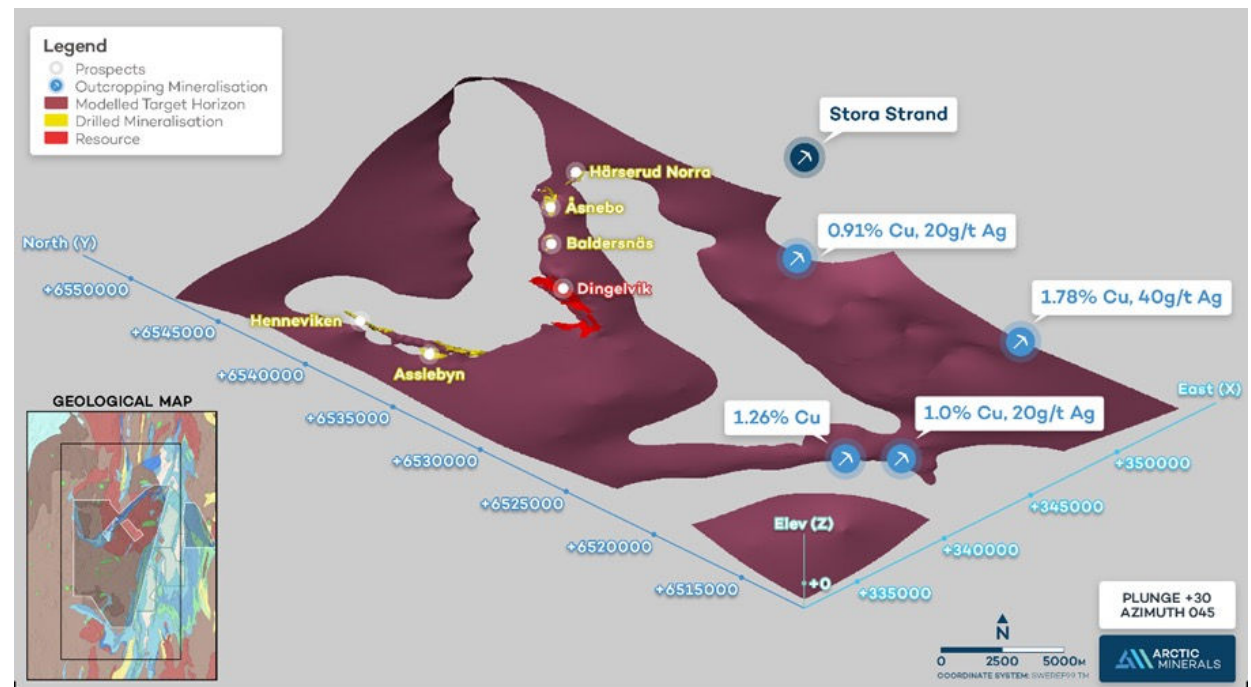 Legend
Prospects
Outcropping Mineralisation
Modelled Target Horizon
Drilled Mineralisation
Resource
Stora Strand
Härserud Norra
Åsnebo
0.91% Cu, 20g/t Ag
North (Y)
Baldersnäs
+6550000
Dingelvik
1.78% Cu, 40g/t Ag
Henneviken
+6545000
Asslebyn
+6540000
East (X)
GEOLOGICAL MAP
+6535000
1.26% Cu
1.0% Cu, 20g/t Ag
+6530000
+350000
+6525000
+345000
Elev (Z)
+6520000
+340000
+6515000
+0
+335000
PLUNGE +30
AZIMUTH 045
N
0 2500 5000M
COORDINATE SYSTEM: SWEREF99 TM
ARCTIC
MINERALS